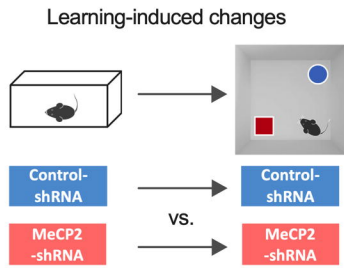 Learning-induced changes
Control-
shRNA
Control-
shRNA
vs.
MeCP2
-shRNA
MeCP2
-shRNA